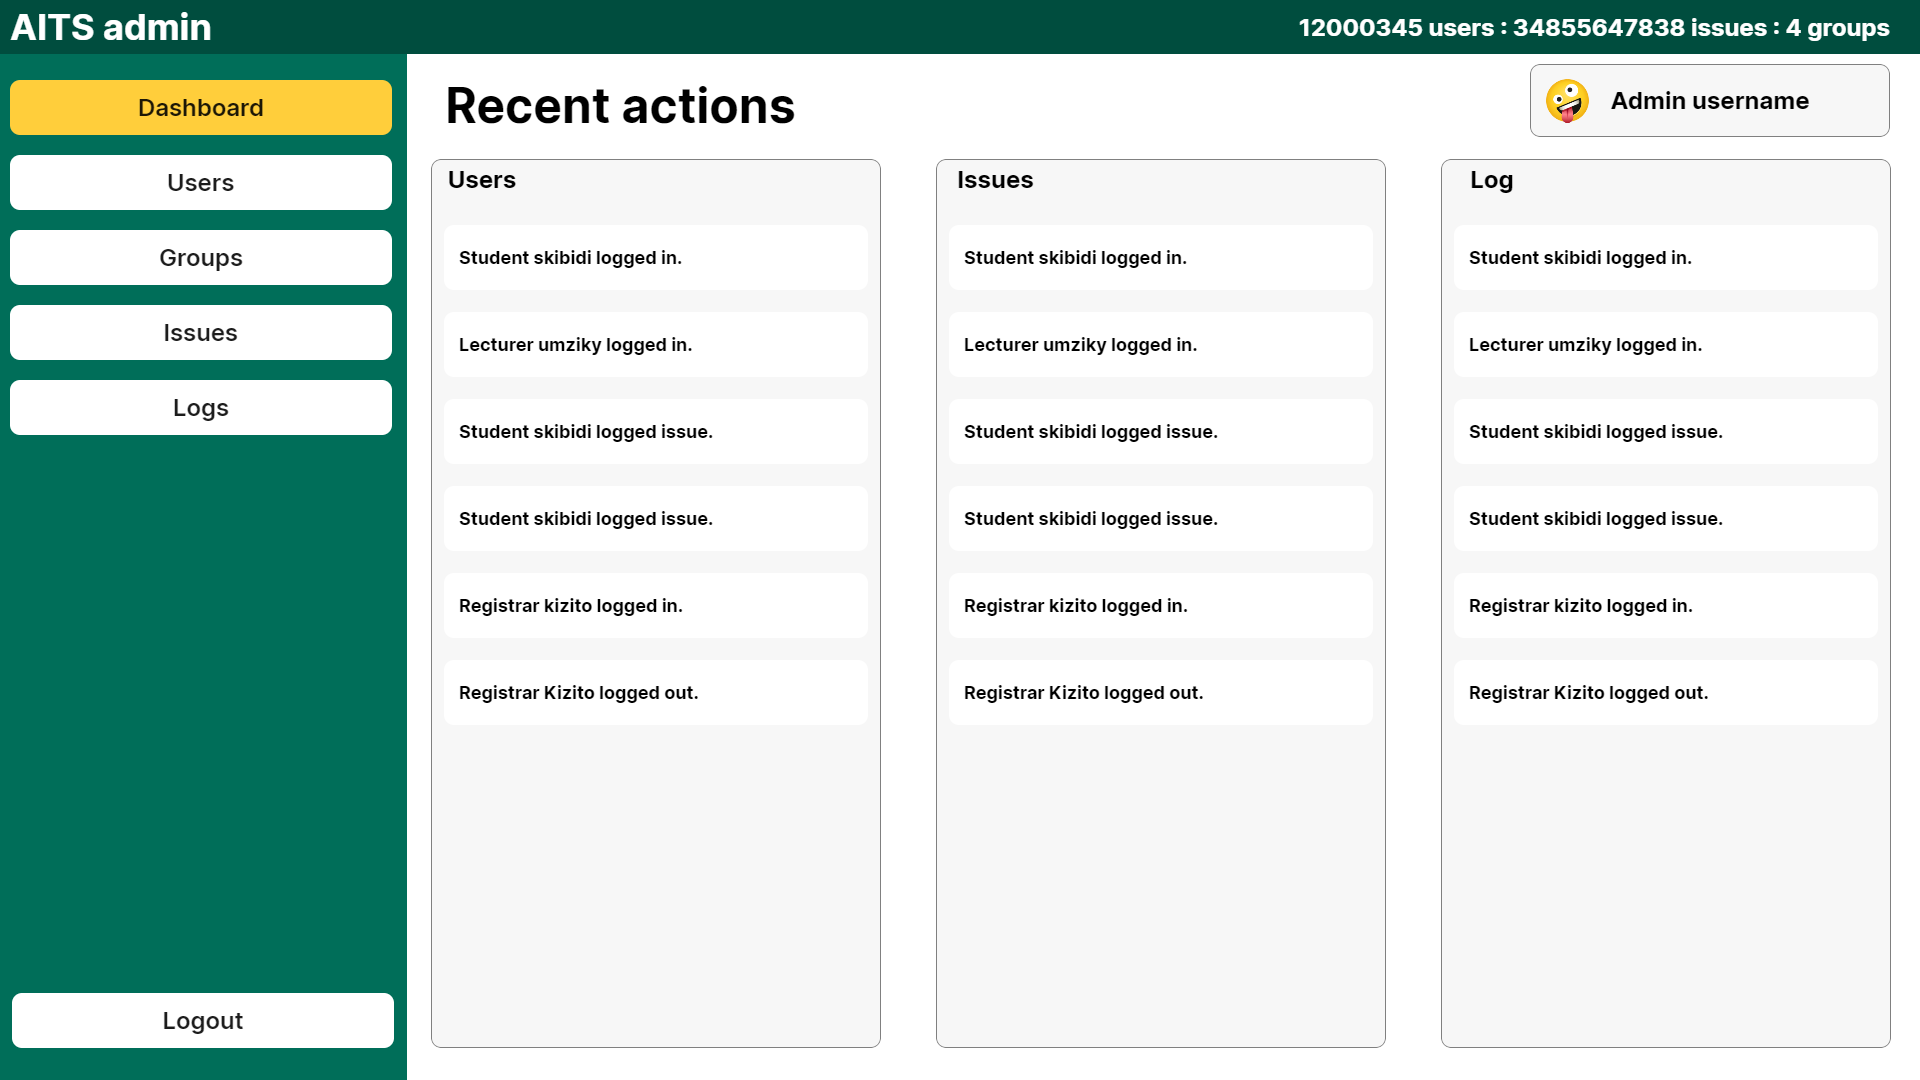 AITS admin
12000345 users : 34855647838 issues : 4 groups
Dashboard
Users
Groups
Issues
Logs
Logout
Recent actions
Admin username
Users
Student skibidi logged in.
Lecturer umziky logged in.
Student skibidi logged issue.
Student skibidi logged issue.
Registrar kizito logged in.
Registrar Kizito logged out.
Issues
Student skibidi logged in.
Lecturer umziky logged in.
Student skibidi logged issue.
Student skibidi logged issue.
Registrar kizito logged in.
Registrar Kizito logged out.
Log
Student skibidi logged in.
Lecturer umziky logged in.
Student skibidi logged issue.
Student skibidi logged issue.
Registrar kizito logged in.
Registrar Kizito logged out.